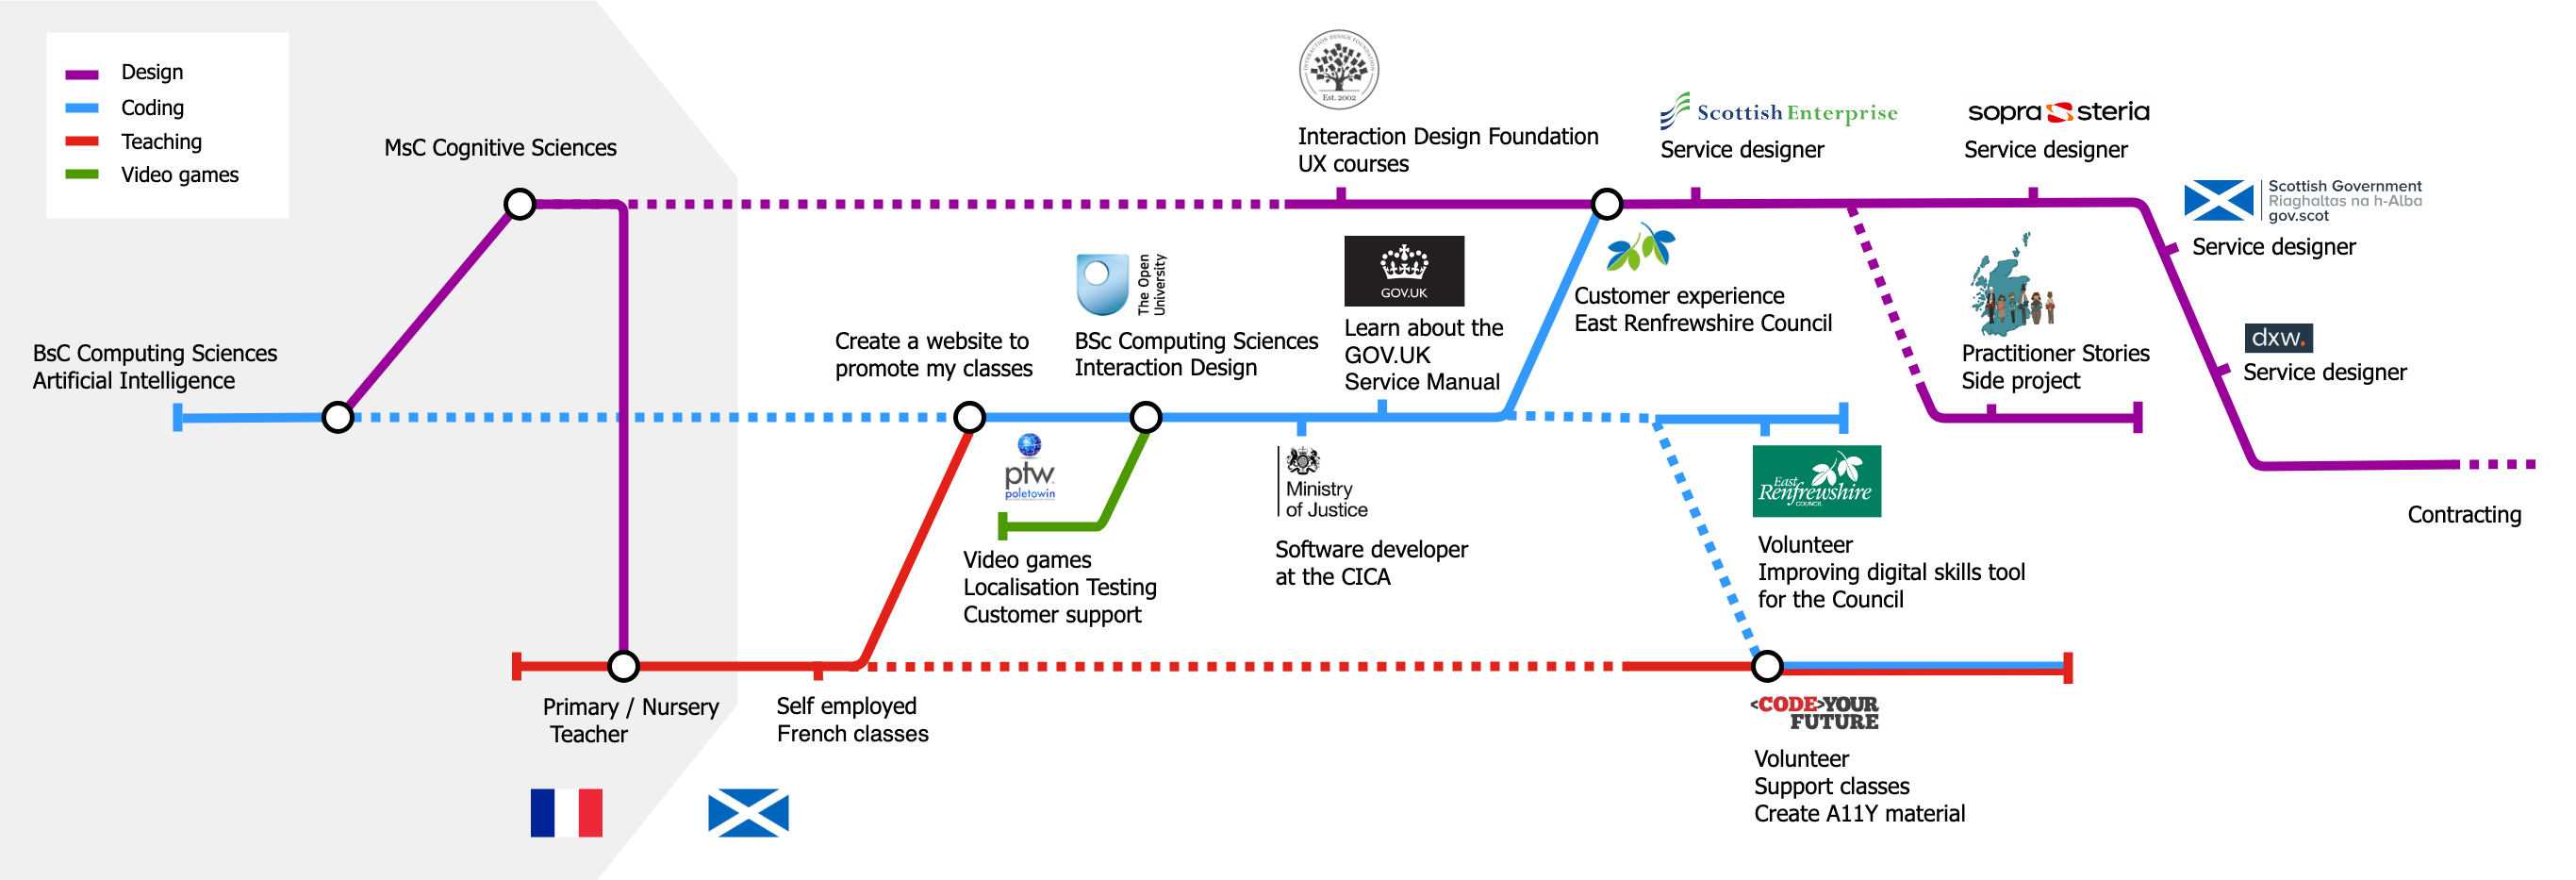 Design
Coding
Teaching
Video games
MsC Cognitive Sciences
BsC Computing Sciences
Artificial Intelligence
INTERACTION DESIGN FOUNDATION
Est. 2002
Interaction Design Foundation
UX courses
Scottish Enterprise
Service designer
sopra steria
Service designer
Scottish Government
Riaghaltas na h-Alba
gov.scot
Service designer
dxw.
Service designer
Contracting
The Open
University
BSc Computing Sciences
Interaction Design
Create a website to
promote my classes
GOV.UK
Learn about the
GOV.UK
Service Manual
Customer experience
East Renfrewshire Council
Practitioner Stories
Side project
ptw
poletowin
Video games
Localisation Testing
Customer support
Ministry
of Justice
Software developer
at the CICA
East
Renfrewshire
COUNCIL
Volunteer
Improving digital skills tool
for the Council
Primary / Nursery
Teacher
Self employed
French classes
<CODE>YOUR
FUTURE
Volunteer
Support classes
Create A11Y material